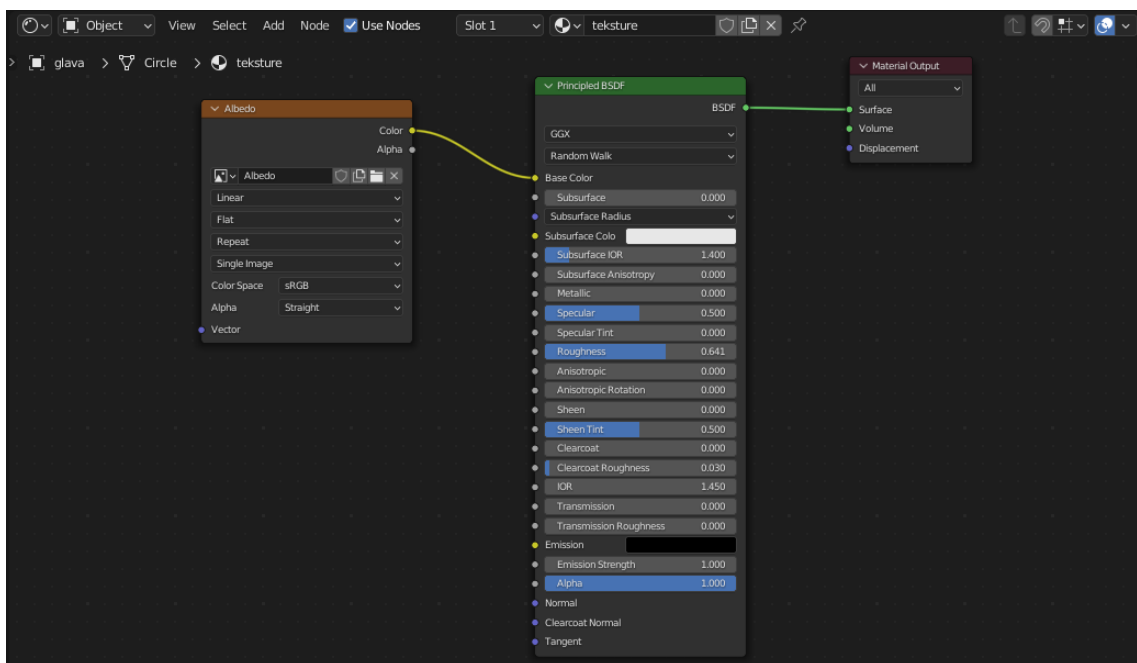 Object View Select Add Node Use Nodes Slot 1 teksture
glava Circle teksture
Albedo
Color
Alpha
Albedo
Linear
Flat
Repeat
Single Image
Color Space sRGB
Alpha Straight
Vector
Principled BSDF
BSDF
GGX
Random Walk
Base Color
Subsurface 0.000
Subsurface Radius
Subsurface Colo
Subsurface IOR 1.400
Subsurface Anisotropy 0.000
Metallic 0.000
Specular 0.500
Specular Tint 0.000
Roughness 0.641
Anisotropic 0.000
Anisotropic Rotation 0.000
Sheen 0.000
Sheen Tint 0.500
Clearcoat 0.000
Clearcoat Roughness 0.030
IOR 1.450
Transmission 0.000
Transmission Roughness 0.000
Emission
Emission Strength 1.000
Alpha 1.000
Normal
Clearcoat Normal
Tangent
Material Output
All
Surface
Volume
Displacement